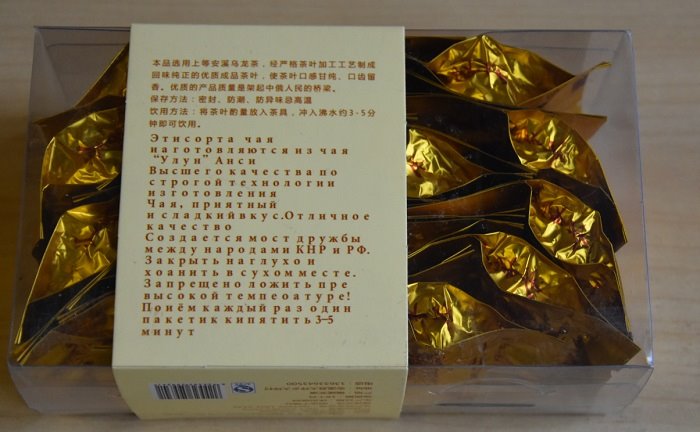 本品选用上等安溪乌龙茶，经严格茶叶加工工艺制成
回味纯正的优质成品茶叶，使茶叶口感甘纯、口齿留
香。优质的产品质量是架起中俄人民的桥梁。
保存方法：密封、防潮、防异味忌高温
饮用方法：将茶叶酌量放入茶具，冲入沸水约3-5分
钟即可饮用。
Этисорта чая
иаготовляются из чая
"Улун" Анси
Высшего качества по
строгой технологии
изготовления
Чая, приятный
и сладкий вкус.Отличное
качество
Создается мост дружбы
между народами КНР и РФ.
Закрыть наглухо и
хоанить в сухом месте.
Запрещено ложить пре
высокой темпеоатуре!
Поиём каждый раз один
пакетик кипятить 3-5
минут